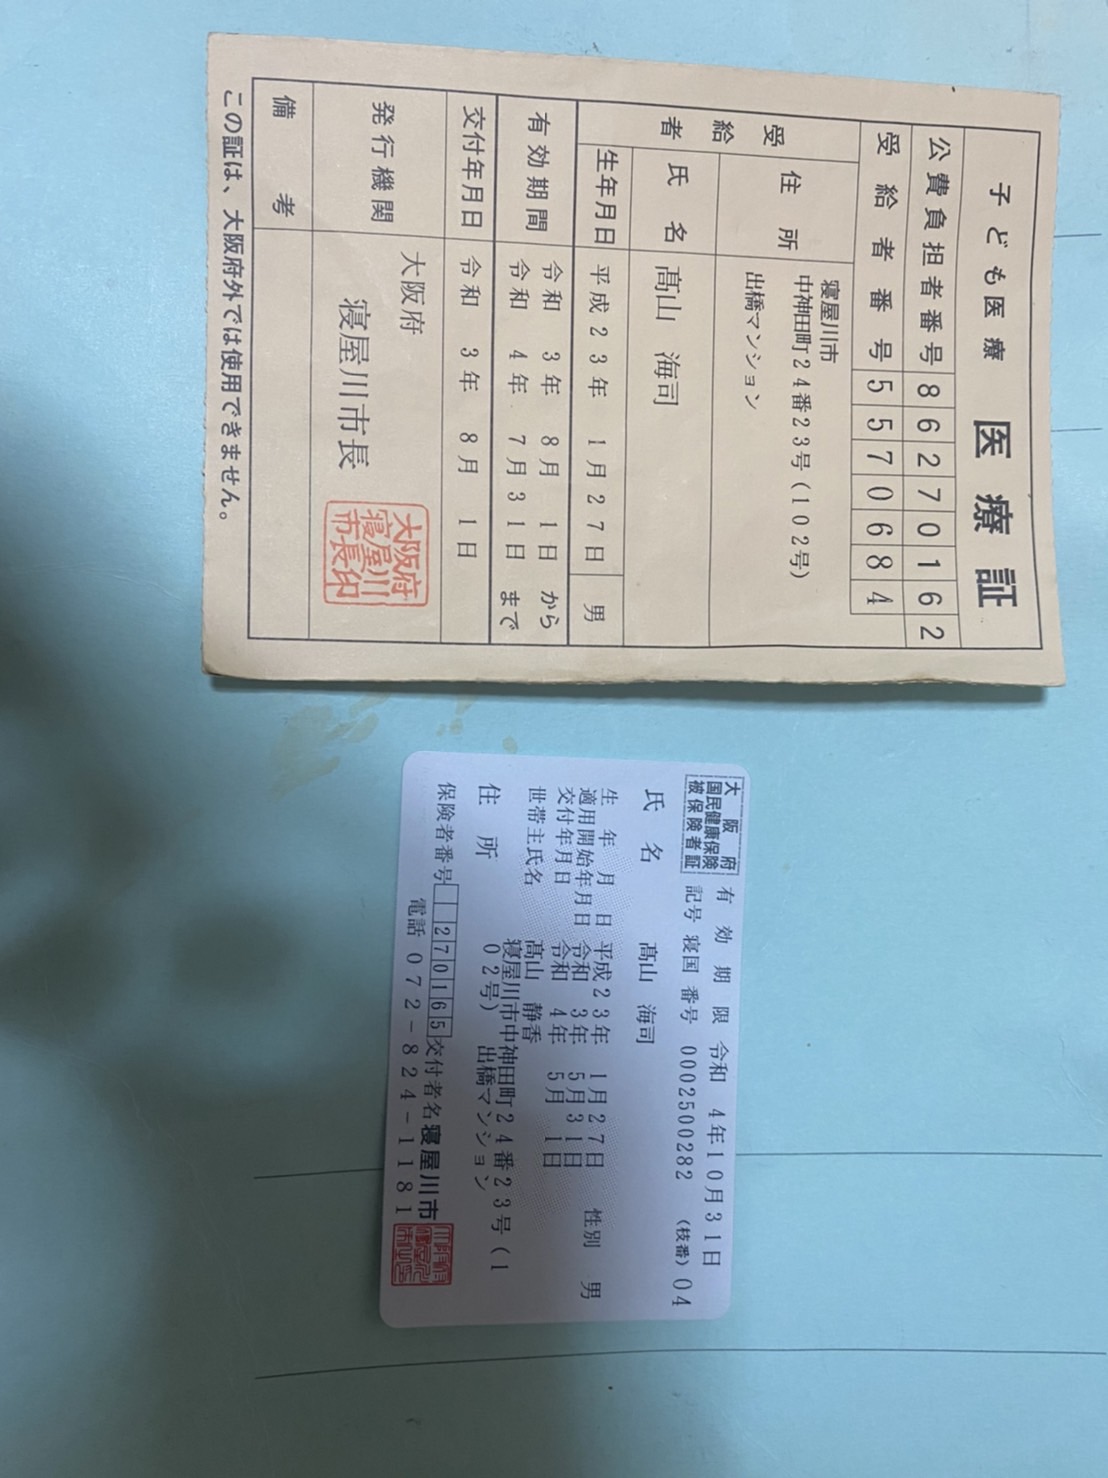 子ども医療 医療証
公費負担者番号 86270162
受給者番号 5570684
受給者
住所 寝屋川市
中神田町24番23号(102号)
出橋マンション
氏名 髙山 海司
生年月日 平成23年 1月27日 男
有効期間 令和 3年 8月 1日 から
令和 4年 7月31日 まで
交付年月日 令和 3年 8月 1日
発行機関 大阪府
寝屋川市長
大阪府
寝屋川
市長印
備考
この証は、大阪府外では使用できません。
大阪府
国民健康保険
被保険者証
有効期限 令和 4年10月31日
記号 寝国 番号 0002500282 (枝番) 04
氏名 髙山 海司
生年月日 平成23年 1月27日 性別 男
適用開始年月日 令和 3年 5月31日
交付年月日 令和 4年 5月 1日
世帯主氏名 髙山 静香
住所 寝屋川市中神田町24番23号(1
02号) 出橋マンション
保険者番号 270165 交付者名 寝屋川市
電話 072-824-1181